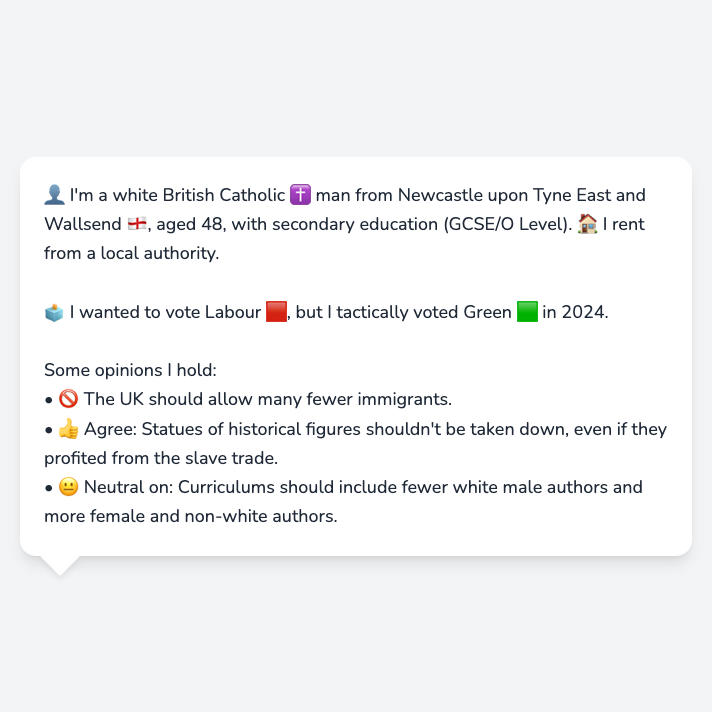 👤 I'm a white British Catholic ✝️ man from Newcastle upon Tyne East and
Wallsend 🏴󠁧󠁢󠁥󠁮󠁧󠁿, aged 48, with secondary education (GCSE/O Level). 🏠 I rent
from a local authority.
🗳️ I wanted to vote Labour 🟥, but I tactically voted Green 🟩 in 2024.
Some opinions I hold:
• 🚫 The UK should allow many fewer immigrants.
• 👍 Agree: Statues of historical figures shouldn't be taken down, even if they
profited from the slave trade.
• 😐 Neutral on: Curriculums should include fewer white male authors and
more female and non-white authors.